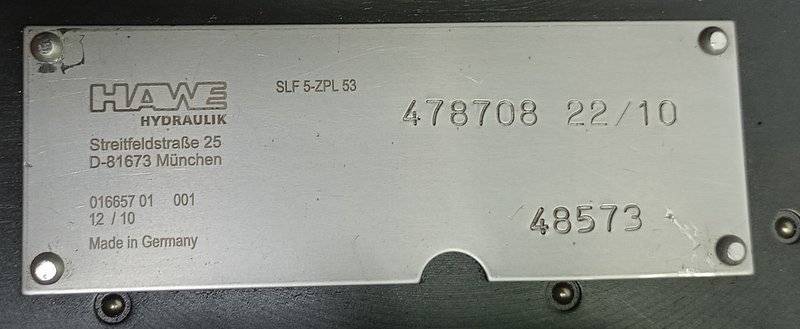 HAWE
HYDRAULIK
Streitfeldstraße 25
D-81673 München
016657 01 001
12 / 10
Made in Germany
SLF 5-ZPL 53
478708 22/10
48573